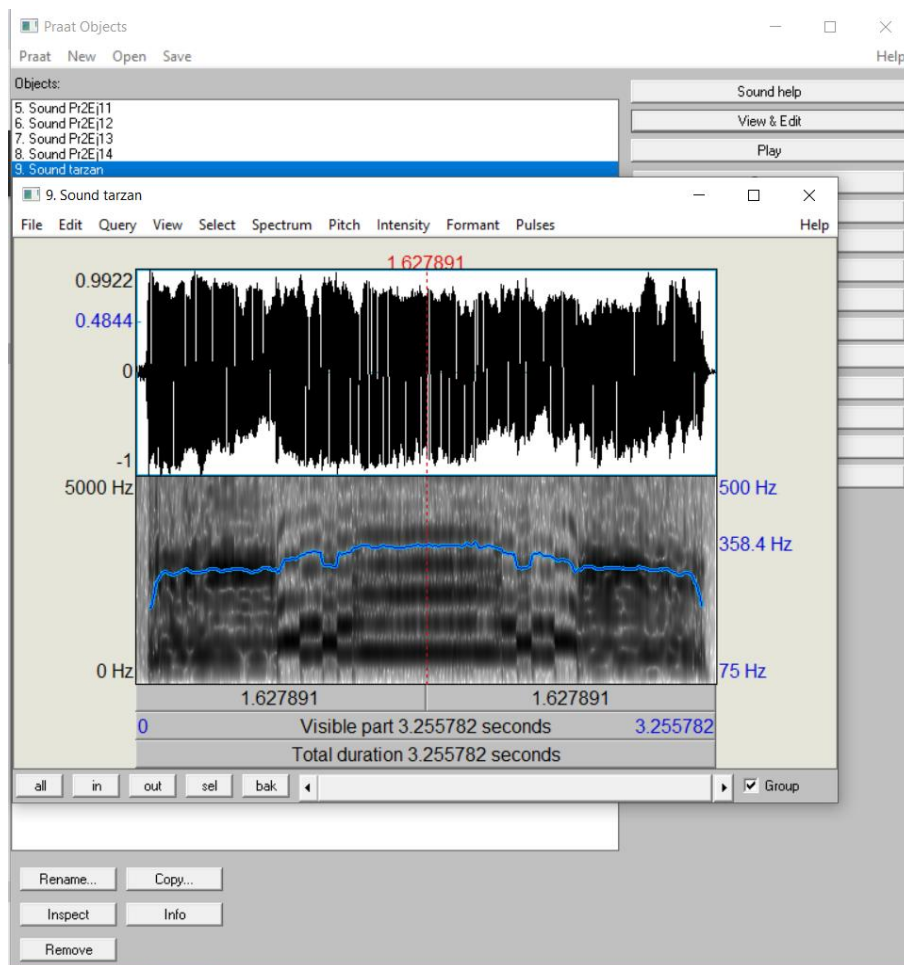 Praat Objects
Praat New Open Save Help
Objects:
5. Sound Pr2Ej11
6. Sound Pr2Ej12
7. Sound Pr2Ej13
8. Sound Pr2Ej14
9. Sound tarzan
Sound help
View & Edit
Play
9. Sound tarzan
File Edit Query View Select Spectrum Pitch Intensity Formant Pulses Help
1.627891
0.9922
0.4844
0
-1
5000 Hz 500 Hz
358.4 Hz
0 Hz 75 Hz
1.627891 1.627891
0 Visible part 3.255782 seconds 3.255782
Total duration 3.255782 seconds
all in out sel bak Group
Rename... Copy...
Inspect Info
Remove